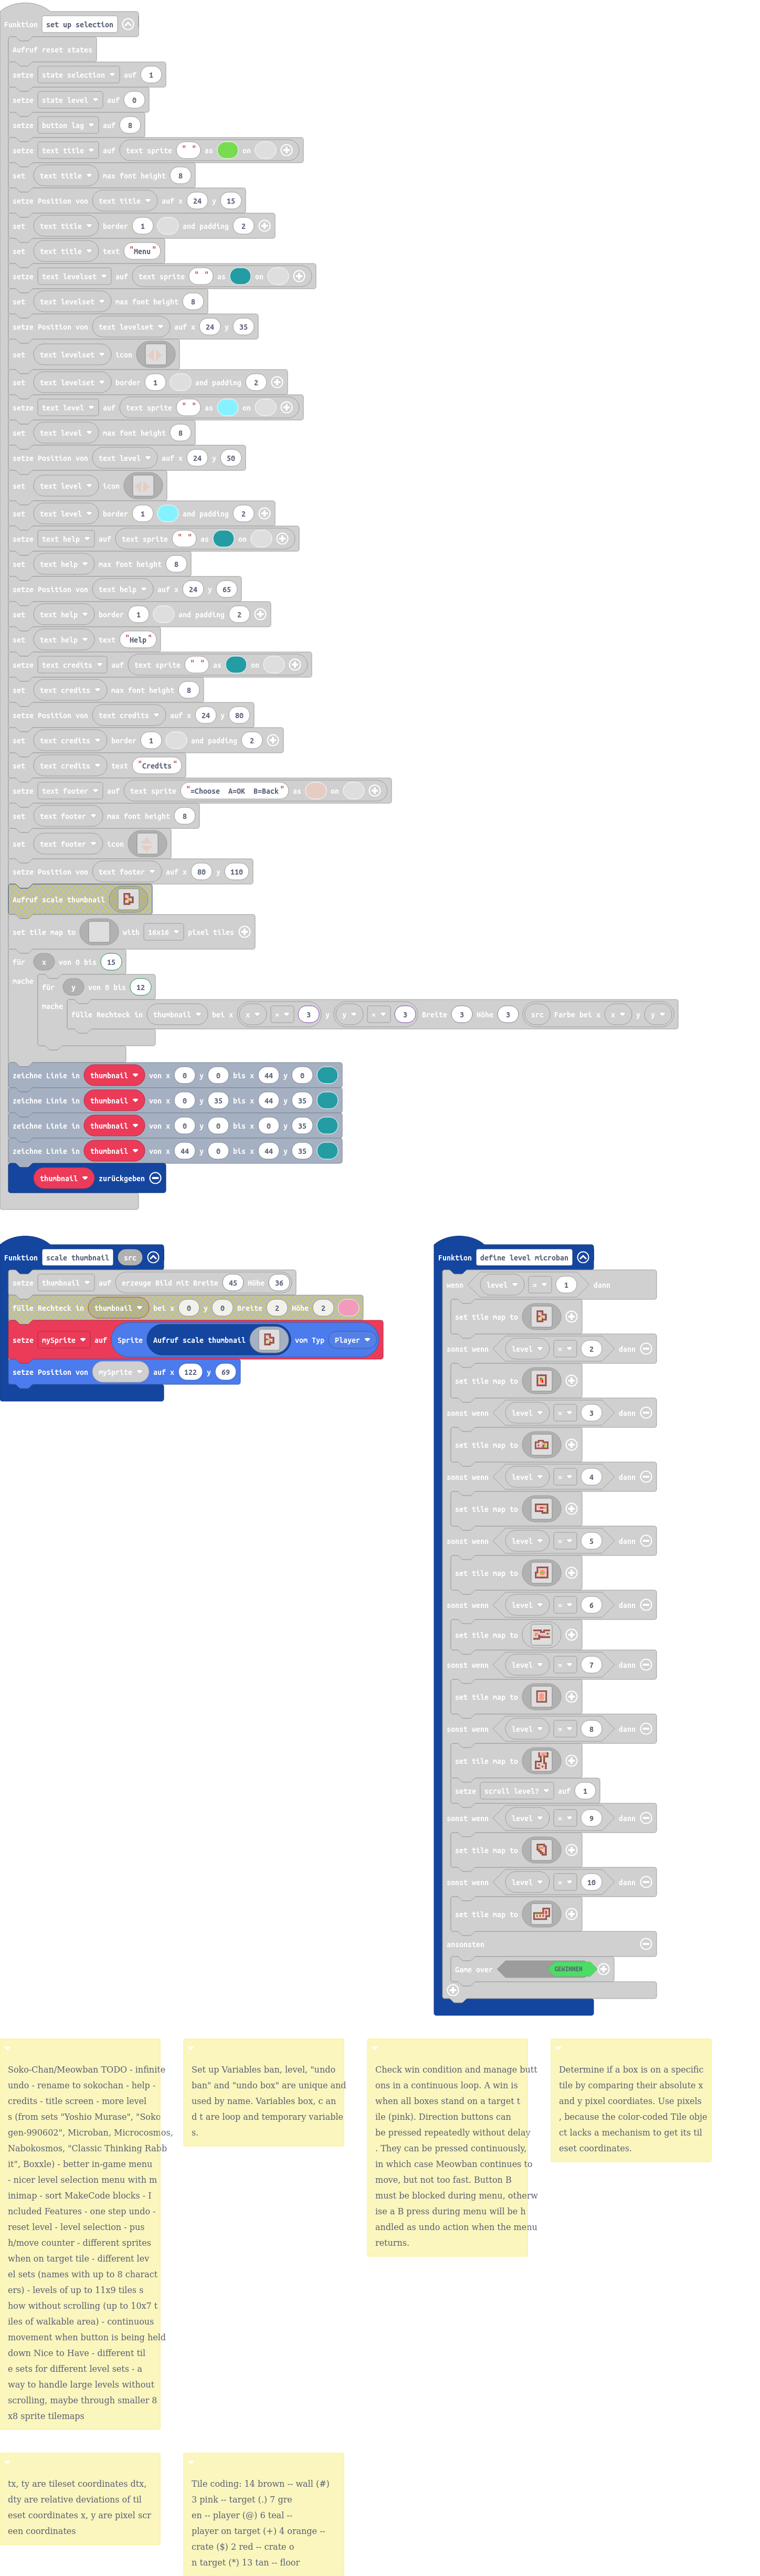 Funktion set up selection
Aufruf reset states
setze state selection auf 1
setze state level auf 0
setze button lag auf 8
setze text title auf text sprite " " as on
set text title max font height 8
setze Position von text title auf x 24 y 15
set text title border 1 and padding 2
set text title text "Menu"
setze text levelset auf text sprite " " as on
set text levelset max font height 8
setze Position von text levelset auf x 24 y 35
set text levelset icon
set text levelset border 1 and padding 2
setze text level auf text sprite " " as on
set text level max font height 8
setze Position von text level auf x 24 y 50
set text level icon
set text level border 1 and padding 2
setze text help auf text sprite " " as on
set text help max font height 8
setze Position von text help auf x 24 y 65
set text help border 1 and padding 2
set text help text "Help"
setze text credits auf text sprite " " as on
set text credits max font height 8
setze Position von text credits auf x 24 y 80
set text credits border 1 and padding 2
set text credits text "Credits"
setze text footer auf text sprite "=Choose A=OK B=Back" as on
set text footer max font height 8
set text footer icon
setze Position von text footer auf x 80 y 110
Aufruf scale thumbnail
set tile map to with 16x16 pixel tiles
für x von 0 bis 15
mache für y von 0 bis 12
mache fülle Rechteck in thumbnail bei x x × 3 y y × 3 Breite 3 Höhe 3 src Farbe bei x x y y
zeichne Linie in thumbnail von x 0 y 0 bis x 44 y 0
zeichne Linie in thumbnail von x 0 y 35 bis x 44 y 35
zeichne Linie in thumbnail von x 0 y 0 bis x 0 y 35
zeichne Linie in thumbnail von x 44 y 0 bis x 44 y 35
thumbnail zurückgeben
Funktion scale thumbnail src
setze thumbnail auf erzeuge Bild mit Breite 45 Höhe 36
fülle Rechteck in thumbnail bei x 0 y 0 Breite 2 Höhe 2
setze mySprite auf Sprite Aufruf scale thumbnail vom Typ Player
setze Position von mySprite auf x 122 y 69
Funktion define level microban
wenn level = 1 dann
set tile map to
sonst wenn level = 2 dann
set tile map to
sonst wenn level = 3 dann
set tile map to
sonst wenn level = 4 dann
set tile map to
sonst wenn level = 5 dann
set tile map to
sonst wenn level = 6 dann
set tile map to
sonst wenn level = 7 dann
set tile map to
sonst wenn level = 8 dann
set tile map to
setze scroll level? auf 1
sonst wenn level = 9 dann
set tile map to
sonst wenn level = 10 dann
set tile map to
ansonsten
Game over GEWINNEN
Soko-Chan/Meowban TODO - infinite
undo - rename to sokochan - help -
credits - title screen - more level
s (from sets "Yoshio Murase", "Soko
gen-990602", Microban, Microcosmos,
Nabokosmos, "Classic Thinking Rabb
it", Boxxle) - better in-game menu
- nicer level selection menu with m
inimap - sort MakeCode blocks - I
ncluded Features - one step undo -
reset level - level selection - pus
h/move counter - different sprites
when on target tile - different lev
el sets (names with up to 8 charact
ers) - levels of up to 11x9 tiles s
how without scrolling (up to 10x7 t
iles of walkable area) - continuous
movement when button is being held
down Nice to Have - different til
e sets for different level sets - a
way to handle large levels without
scrolling, maybe through smaller 8
x8 sprite tilemaps
Set up Variables ban, level, "undo
ban" and "undo box" are unique and
used by name. Variables box, c an
d t are loop and temporary variable
s.
Check win condition and manage butt
ons in a continuous loop. A win is
when all boxes stand on a target t
ile (pink). Direction buttons can
be pressed repeatedly without delay
. They can be pressed continuously,
in which case Meowban continues to
move, but not too fast. Button B
must be blocked during menu, otherw
ise a B press during menu will be h
andled as undo action when the menu
returns.
Determine if a box is on a specific
tile by comparing their absolute x
and y pixel coordiates. Use pixels
, because the color-coded Tile obje
ct lacks a mechanism to get its til
eset coordinates.
tx, ty are tileset coordinates dtx,
dty are relative deviations of til
eset coordinates x, y are pixel scr
een coordinates
Tile coding: 14 brown -- wall (#)
3 pink -- target (.) 7 gre
en -- player (@) 6 teal --
player on target (+) 4 orange --
crate ($) 2 red -- crate o
n target (*) 13 tan -- floor